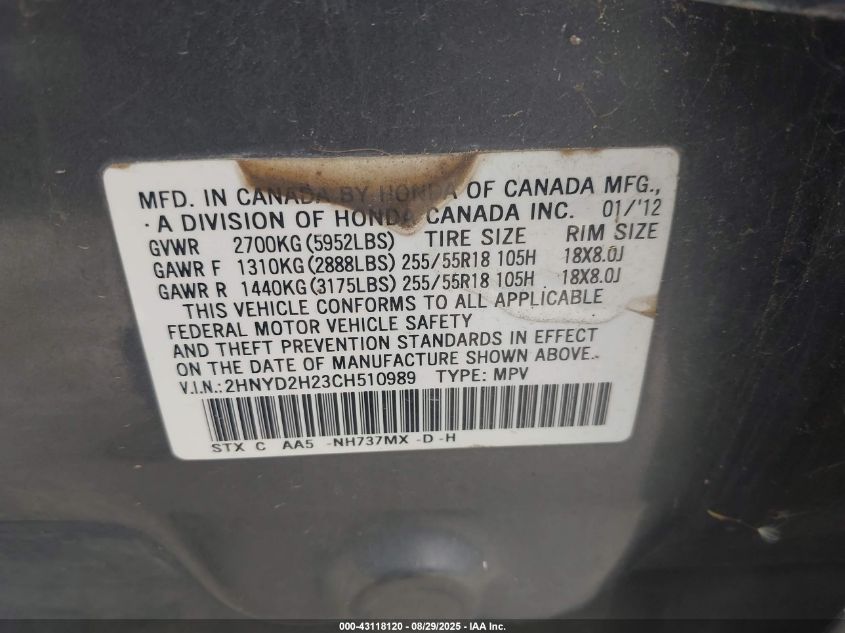 MFD. IN CANADA BY HONDA OF CANADA MFG.,
A DIVISION OF HONDA CANADA INC. 01/'12
GVWR 2700KG (5952LBS) TIRE SIZE RIM SIZE
GAWR F 1310KG (2888LBS) 255/55R18 105H 18X8.0J
GAWR R 1440KG (3175LBS) 255/55R18 105H 18X8.0J
THIS VEHICLE CONFORMS TO ALL APPLICABLE
FEDERAL MOTOR VEHICLE SAFETY
AND THEFT PREVENTION STANDARDS IN EFFECT
ON THE DATE OF MANUFACTURE SHOWN ABOVE.
V.I.N.:2HNYD2H23CH510989 TYPE: MPV
STX C AA5 -NH737MX -D -H
000-43118120 - 08/29/2025 - IAA Inc.